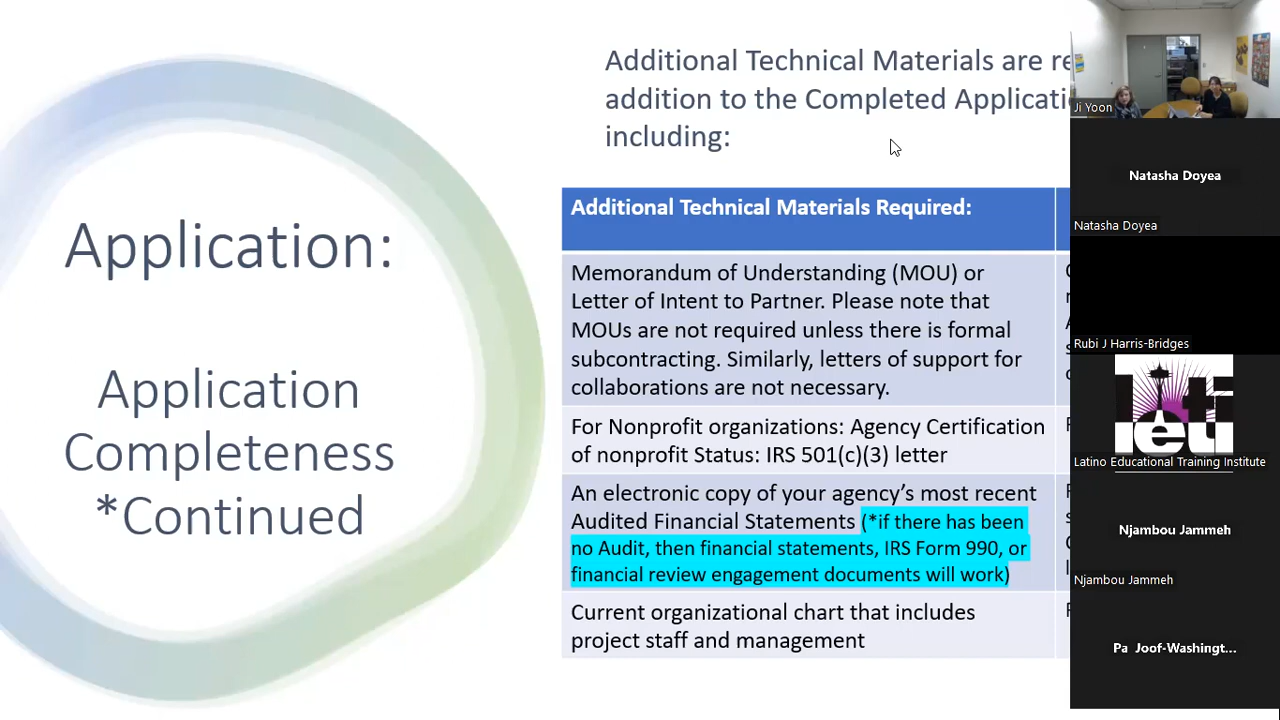 Application:
Application
Completeness
*Continued
Additional Technical Materials are
addition to the Completed
including:
Additional Technical Materials Required:
Memorandum of Understanding (MOU) or
Letter of Intent to Partner. Please note that
MOUs are not required unless there is formal
subcontracting. Similarly, letters of support for
collaborations are not necessary.
For Nonprofit organizations: Agency Certification
of nonprofit Status: IRS 501(c)(3) letter
An electronic copy of your agency's most recent
Audited Financial Statements (*if there has been
no Audit, then financial statements, IRS Form 990, or
financial review engagement documents will work)
Current organizational chart that includes
project staff and management
Ji Yoon
Natasha Doyea
Natasha Doyea
Rubi J Harris-Bridges
leti
Latino Educational Training Institute
Njambou Jammeh
Njambou Jammeh
Pa Joof-Washingt...